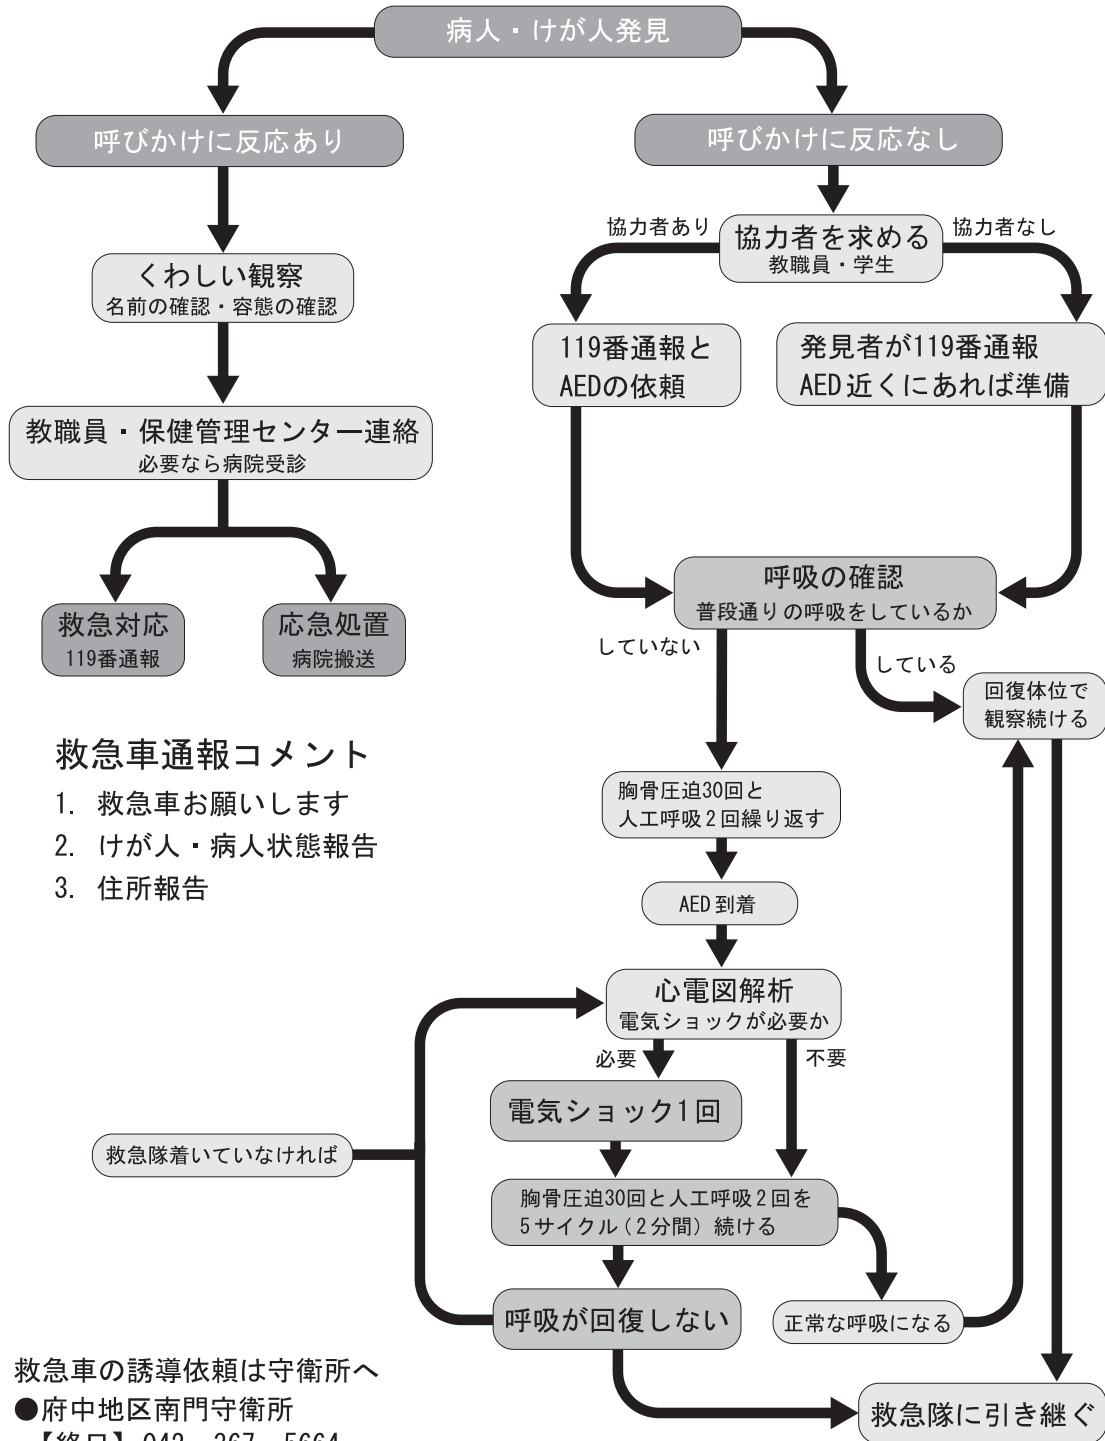 病人・けが人発見
呼びかけに反応あり
呼びかけに反応なし
くわしい観察
名前の確認・容態の確認
教職員・保健管理センター連絡
必要なら病院受診
救急対応
119番通報
応急処置
病院搬送
協力者を求める
教職員・学生
協力者あり
協力者なし
119番通報と
AEDの依頼
発見者が119番通報
AED近くにあれば準備
呼吸の確認
普段通りの呼吸をしているか
していない
している
回復体位で
観察続ける
胸骨圧迫30回と
人工呼吸2回繰り返す
AED到着
心電図解析
電気ショックが必要か
必要
不要
電気ショック1回
胸骨圧迫30回と人工呼吸2回を
5サイクル(2分間)続ける
救急隊着いていなければ
呼吸が回復しない
正常な呼吸になる
救急隊に引き継ぐ
救急車通報コメント
1. 救急車お願いします
2. けが人・病人状態報告
3. 住所報告
救急車の誘導依頼は守衛所へ
●府中地区南門守衛所
【終日】042-367-5664